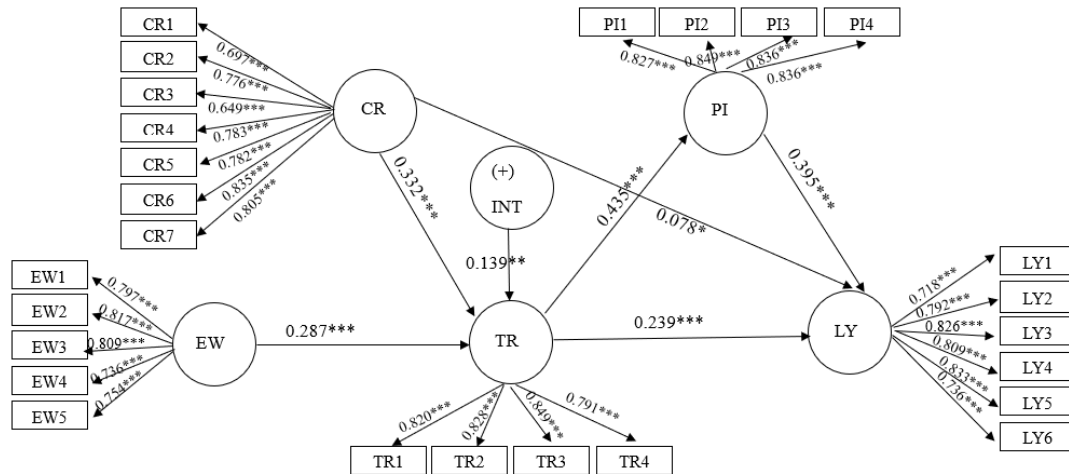 CR1
CR2
CR3
CR4
CR5
CR6
CR7
0.697***
0.776***
0.649***
0.783***
0.782***
0.835***
0.805***
CR
PI1
PI2
PI3
PI4
0.827***
0.849***
0.836***
0.836***
PI
(+)
INT
0.332***
0.139**
0.435***
0.078*
0.395***
EW1
EW2
EW3
EW4
EW5
0.797***
0.817***
0.809***
0.736***
0.754***
EW
0.287***
TR
0.239***
LY
0.718***
0.792***
0.826***
0.809***
0.833***
0.736***
LY1
LY2
LY3
LY4
LY5
LY6
0.820***
0.828***
0.849***
0.791***
TR1
TR2
TR3
TR4